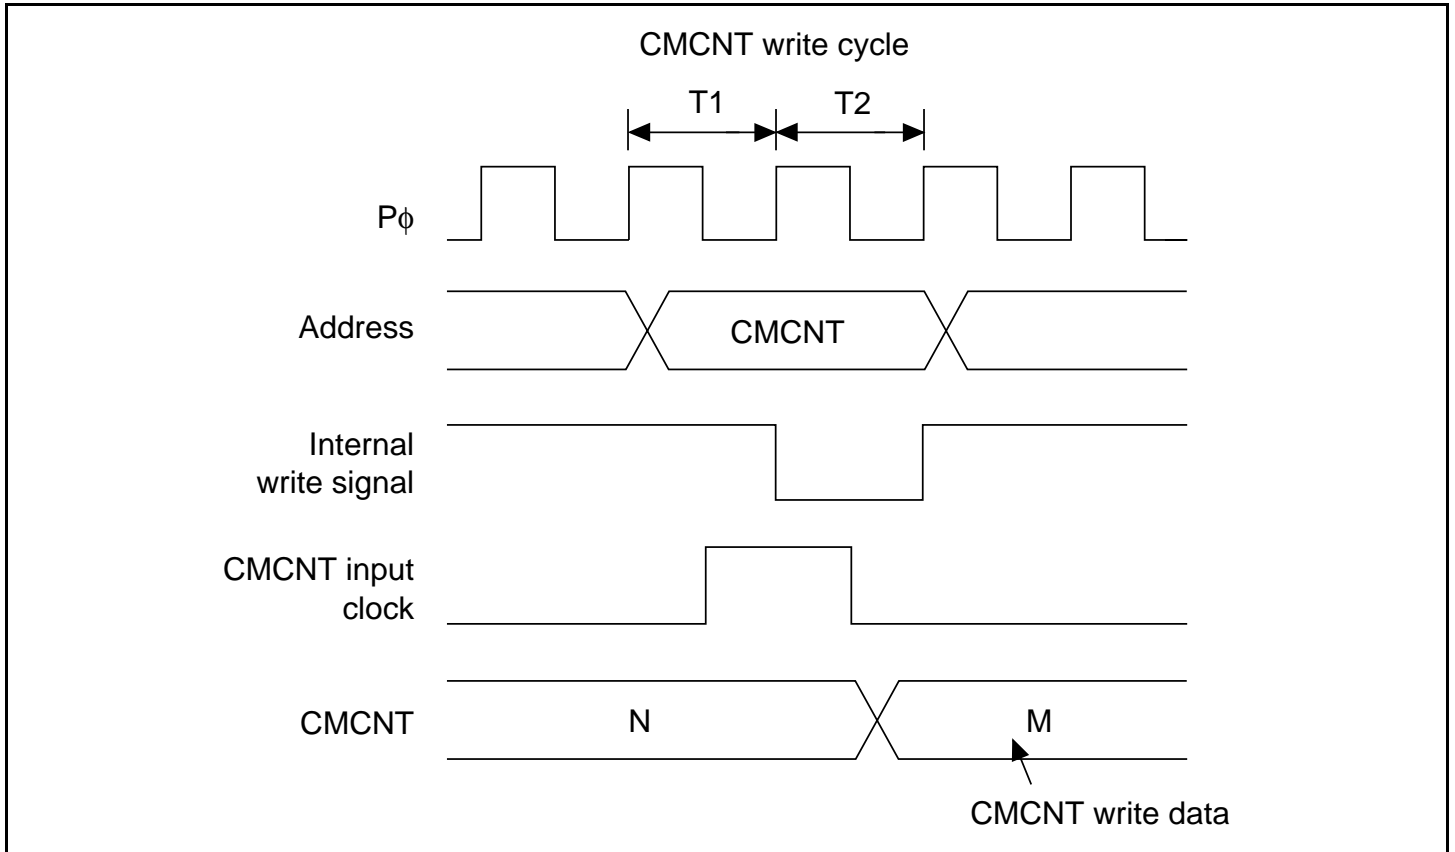 CMCNT write cycle
T1
T2
Pϕ
Address
CMCNT
Internal
write signal
CMCNT input
clock
CMCNT
N
M
CMCNT write data